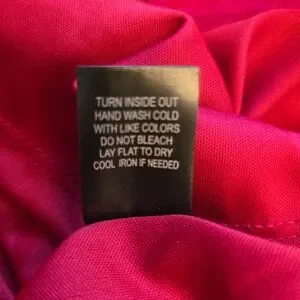 TURN INSIDE OUT
HAND WASH COLD
WITH LIKE COLORS
DO NOT BLEACH
LAY FLAT TO DRY
COOL IRON IF NEEDED